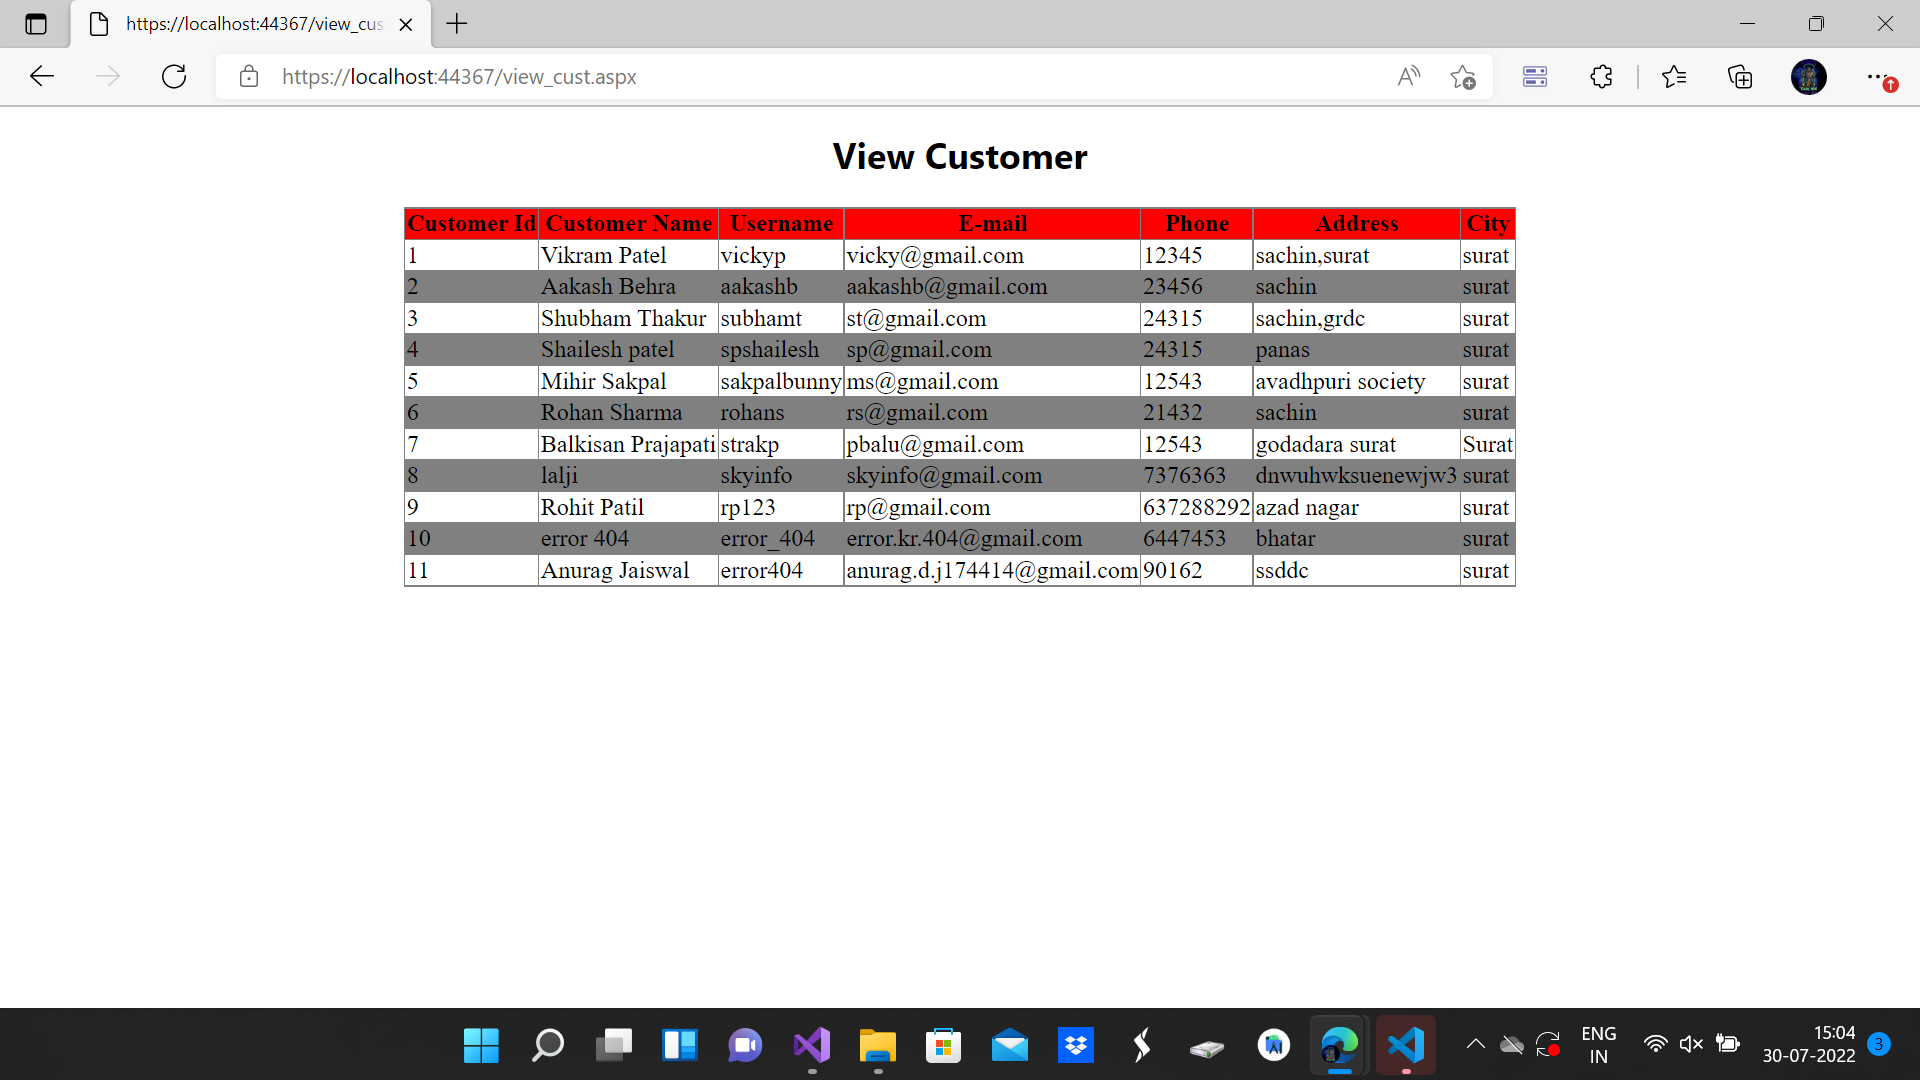 https://localhost:44367/view_cus
https://localhost:44367/view_cust.aspx
View Customer
Customer Id Customer Name Username E-mail Phone Address City
1 Vikram Patel vickyp vicky@gmail.com 12345 sachin,surat surat
2 Aakash Behra aakashb aakashb@gmail.com 23456 sachin surat
3 Shubham Thakur subhamt st@gmail.com 24315 sachin,grdc surat
4 Shailesh patel spshailesh sp@gmail.com 24315 panas surat
5 Mihir Sakpal sakpalbunny ms@gmail.com 12543 avadhpuri society surat
6 Rohan Sharma rohans rs@gmail.com 21432 sachin surat
7 Balkisan Prajapati strakp pbalu@gmail.com 12543 godadara surat Surat
8 lalji skyinfo skyinfo@gmail.com 7376363 dnwuhwksuenewjw3 surat
9 Rohit Patil rp123 rp@gmail.com 637288292 azad nagar surat
10 error 404 error_404 error.kr.404@gmail.com 6447453 bhatar surat
11 Anurag Jaiswal error404 anurag.d.j174414@gmail.com 90162 ssddc surat
ENG
IN
15:04
30-07-2022
3